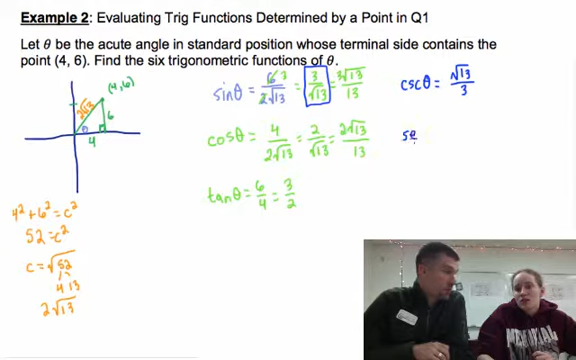 Example 2: Evaluating Trig Functions Determined by a Point in Q1
Let θ be the acute angle in standard position whose terminal side contains the
point (4, 6). Find the six trigonometric functions of θ.
(4,6)
2√13
6
θ
4
4² + 6² = c²
52 = c²
c = √52
4 13
2√13
sinθ = 6 3 / 2√13 = 3/√13 = 3√13/13
cosθ = 4/2√13 = 2/√13 = 2√13/13
tanθ = 6/4 = 3/2
cscθ = √13/3
se